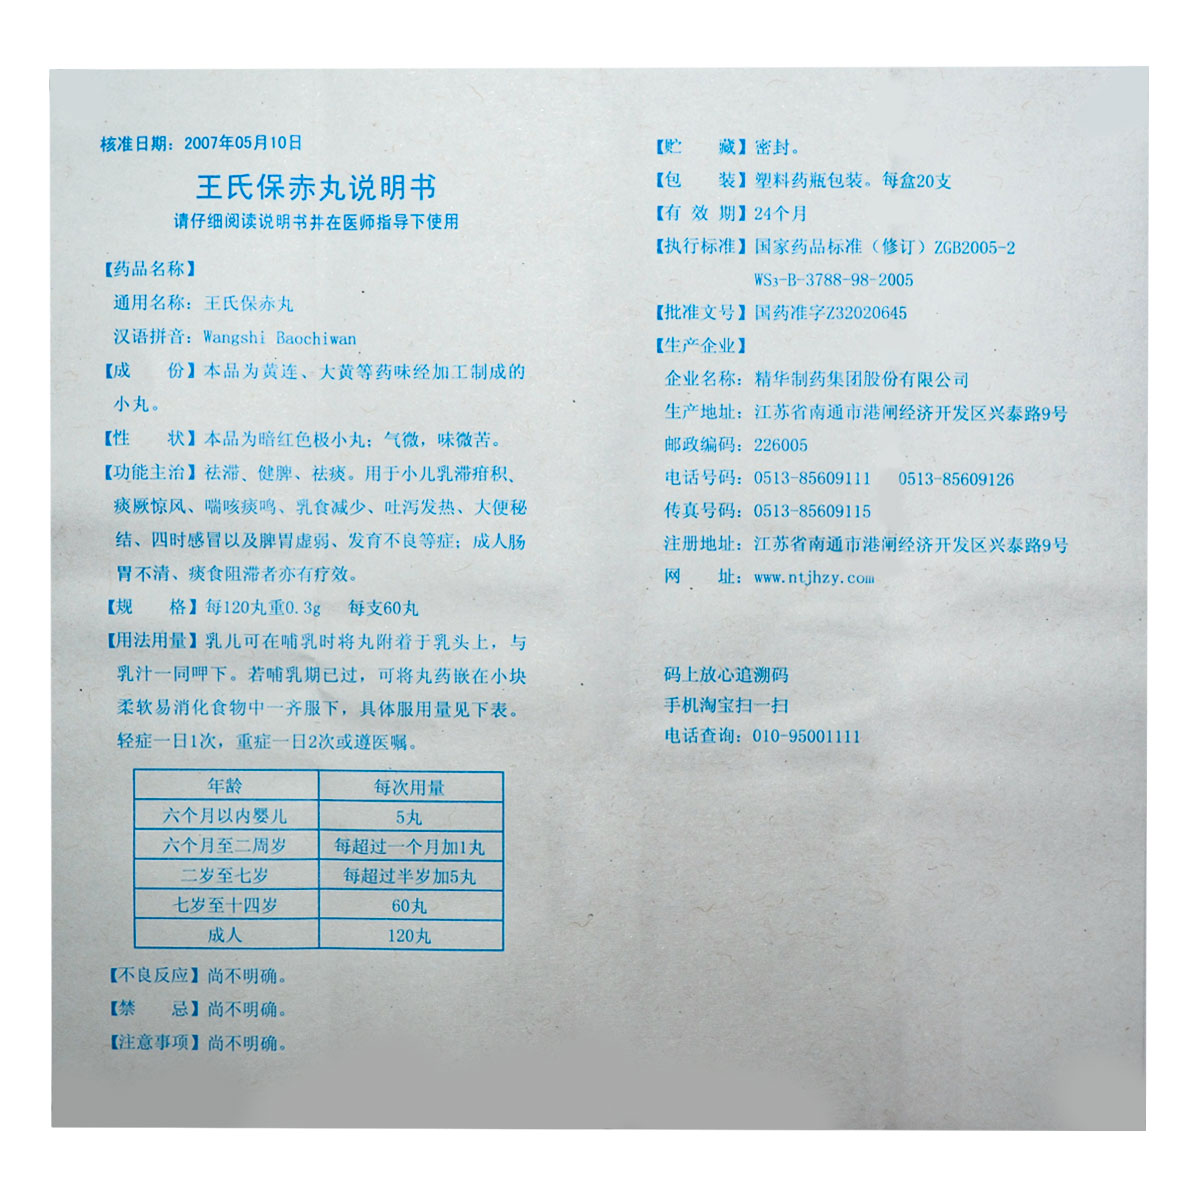 核准日期：2007年05月10日
王氏保赤丸说明书
请仔细阅读说明书并在医师指导下使用
【药品名称】
通用名称：王氏保赤丸
汉语拼音：Wangshi Baochiwan
【成　　份】本品为黄连、大黄等药味经加工制成的
小丸。
【性　　状】本品为暗红色极小丸；气微，味微苦。
【功能主治】祛滞、健脾、祛痰。用于小儿乳滞疳积、
痰厥惊风、喘咳痰鸣、乳食减少、吐泻发热、大便秘
结、四时感冒以及脾胃虚弱、发育不良等症；成人肠
胃不清、痰食阻滞者亦有疗效。
【规　　格】每120丸重0.3g　每支60丸
【用法用量】乳儿可在哺乳时将丸附着于乳头上，与
乳汁一同呷下。若哺乳期已过，可将丸药嵌在小块
柔软易消化食物中一齐服下，具体服用量见下表。
轻症一日1次，重症一日2次或遵医嘱。
年龄　每次用量
六个月以内婴儿　5丸
六个月至二周岁　每超过一个月加1丸
二岁至七岁　每超过半岁加5丸
七岁至十四岁　60丸
成人　120丸
【不良反应】尚不明确。
【禁　　忌】尚不明确。
【注意事项】尚不明确。
【贮　　藏】密封。
【包　　装】塑料药瓶包装。每盒20支
【有 效 期】24个月
【执行标准】国家药品标准（修订）ZGB2005-2
WS₃-B-3788-98-2005
【批准文号】国药准字Z32020645
【生产企业】
企业名称：精华制药集团股份有限公司
生产地址：江苏省南通市港闸经济开发区兴泰路9号
邮政编码：226005
电话号码：0513-85609111　0513-85609126
传真号码：0513-85609115
注册地址：江苏省南通市港闸经济开发区兴泰路9号
网　　址：www.ntjhzy.com
码上放心追溯码
手机淘宝扫一扫
电话查询：010-95001111